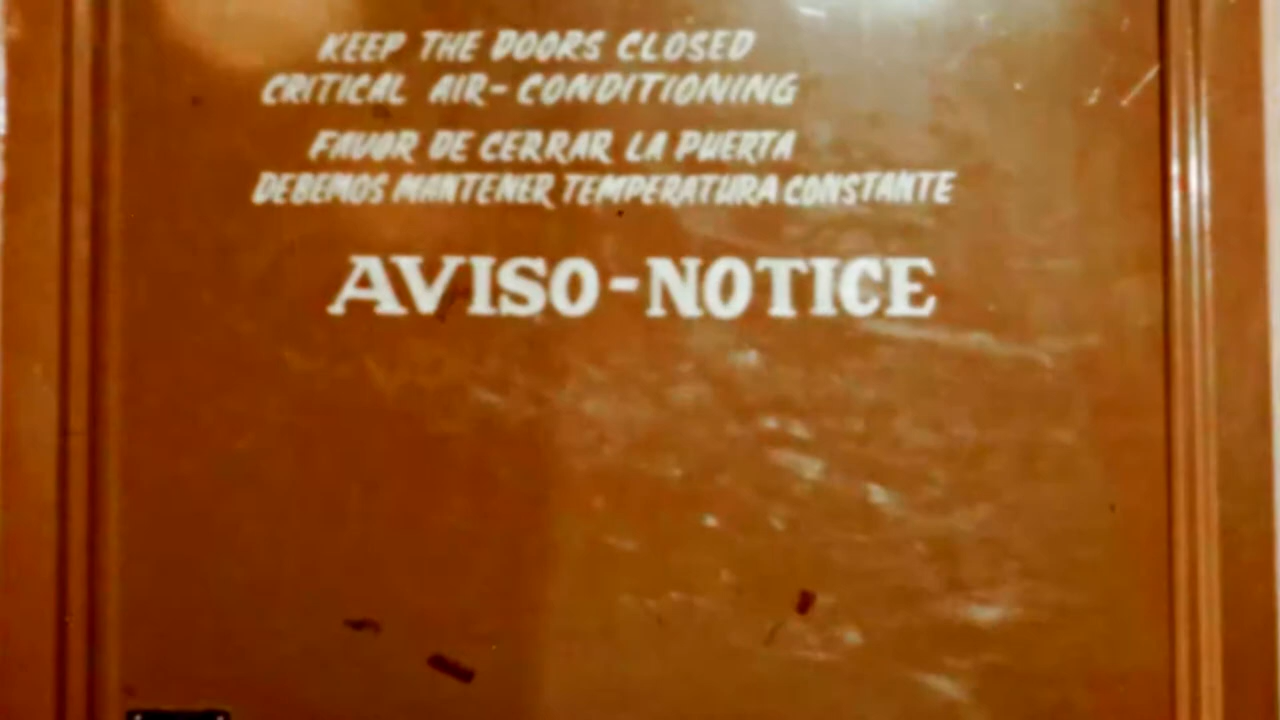 KEEP THE DOORS CLOSED
CRITICAL AIR-CONDITIONING
FAVOR DE CERRAR LA PUERTA
DEBEMOS MANTENER TEMPERATURA CONSTANTE
AVISO-NOTICE